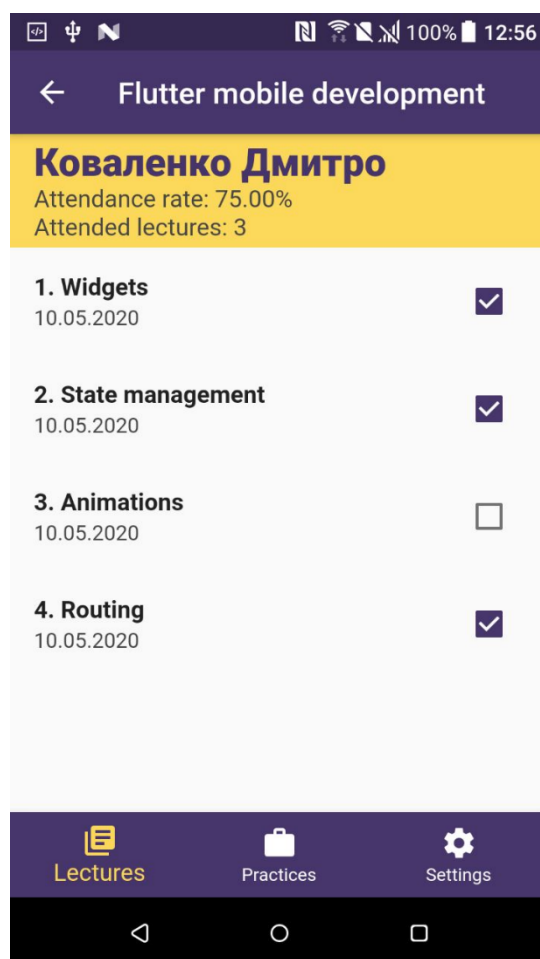 100% 12:56
Flutter mobile development
Коваленко Дмитро
Attendance rate: 75.00%
Attended lectures: 3
1. Widgets
10.05.2020
2. State management
10.05.2020
3. Animations
10.05.2020
4. Routing
10.05.2020
Lectures Practices Settings